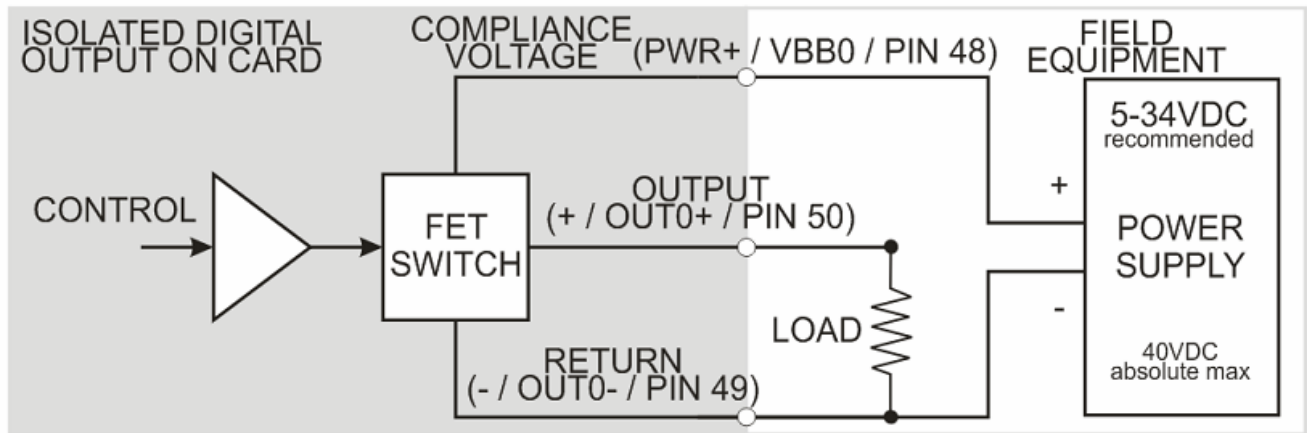 ISOLATED DIGITAL
OUTPUT ON CARD
COMPLIANCE
VOLTAGE
(PWR+ / VBB0 / PIN 48)
FIELD
EQUIPMENT
5-34VDC
recommended
+
CONTROL
FET
SWITCH
OUTPUT
(+ / OUT0+ / PIN 50)
POWER
SUPPLY
-
LOAD
RETURN
(- / OUT0- / PIN 49)
40VDC
absolute max